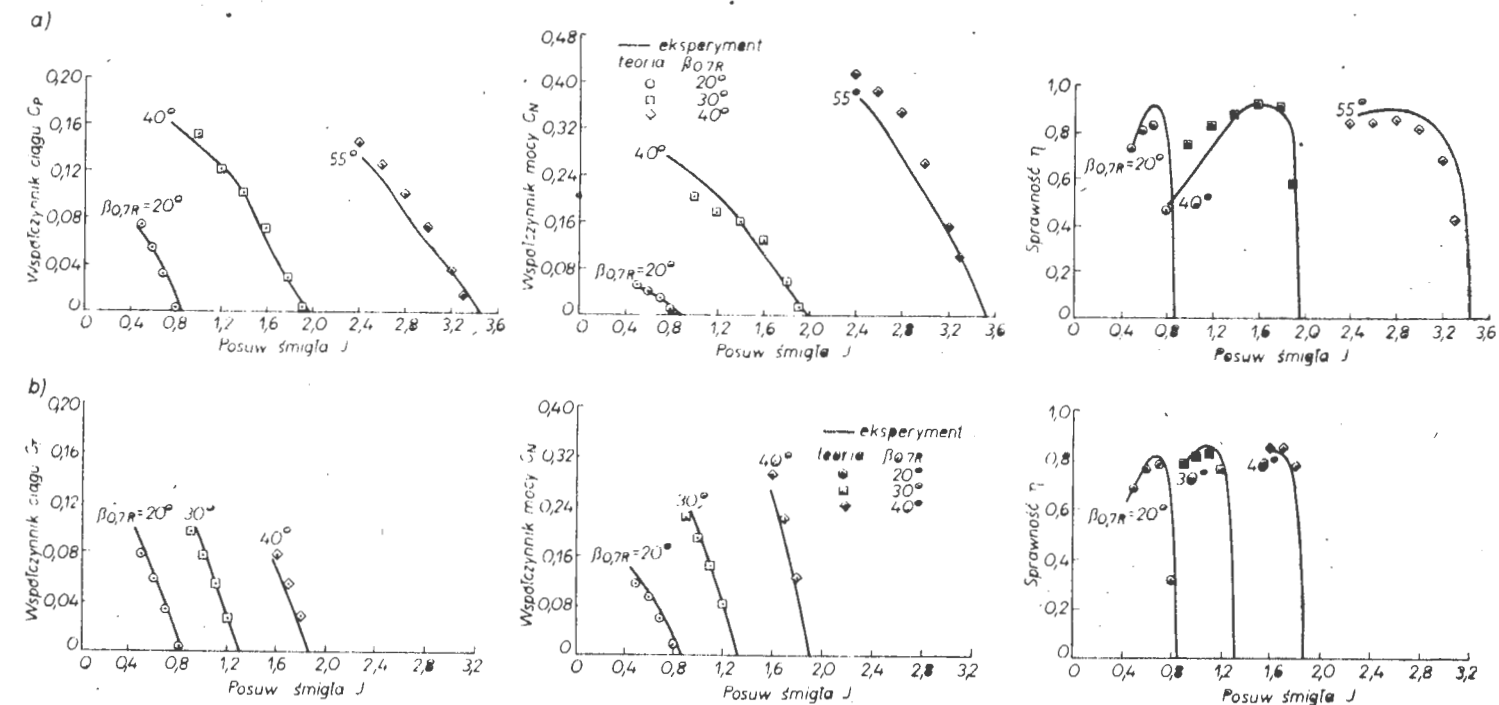 a)
Współczynnik ciągu C_P
0,20
0,16
0,12
0,08
0,04
0
40°
55°
β0,7R=20°
0 0,4 0,8 1,2 1,6 2,0 2,4 2,8 3,2 3,6
Posuw śmigła J
Współczynnik mocy C_N
0,48
0,40
0,32
0,24
0,16
0,08
0
eksperyment
teoria β0,7R
20°
30°
40°
55°
40°
β0,7R=20°
0 0,4 0,8 1,2 1,6 2,0 2,4 2,8 3,2 3,6
Posuw śmigła J
Sprawność η
1,0
0,8
0,6
0,4
0,2
0
55°
β0,7R=20°
40°
0 0,4 0,8 1,2 1,6 2,0 2,4 2,8 3,2 3,6
Posuw śmigła J
b)
Współczynnik ciągu
0,20
0,16
0,12
0,08
0,04
0
β0,7R=20°
30°
40°
0 0,4 0,8 1,2 1,6 2,0 2,4 2,8 3,2
Posuw śmigła J
Współczynnik mocy C_N
0,40
0,32
0,24
0,16
0,08
0
eksperyment
teoria β0,7R
20°
30°
40°
40°
30°
β0,7R=20°
0 0,4 0,8 1,2 1,6 2,0 2,4 2,8 3,2
Posuw śmigła J
Sprawność η
1,0
0,8
0,6
0,4
0,2
0
30°
40°
β0,7R=20°
0 0,4 0,8 1,2 1,6 2,0 2,4 2,8 3,2
Posuw śmigła J